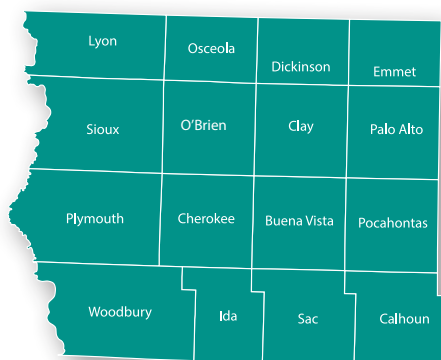 Lyon
Osceola
Dickinson
Emmet
Sioux
O'Brien
Clay
Palo Alto
Plymouth
Cherokee
Buena Vista
Pocahontas
Woodbury
Ida
Sac
Calhoun